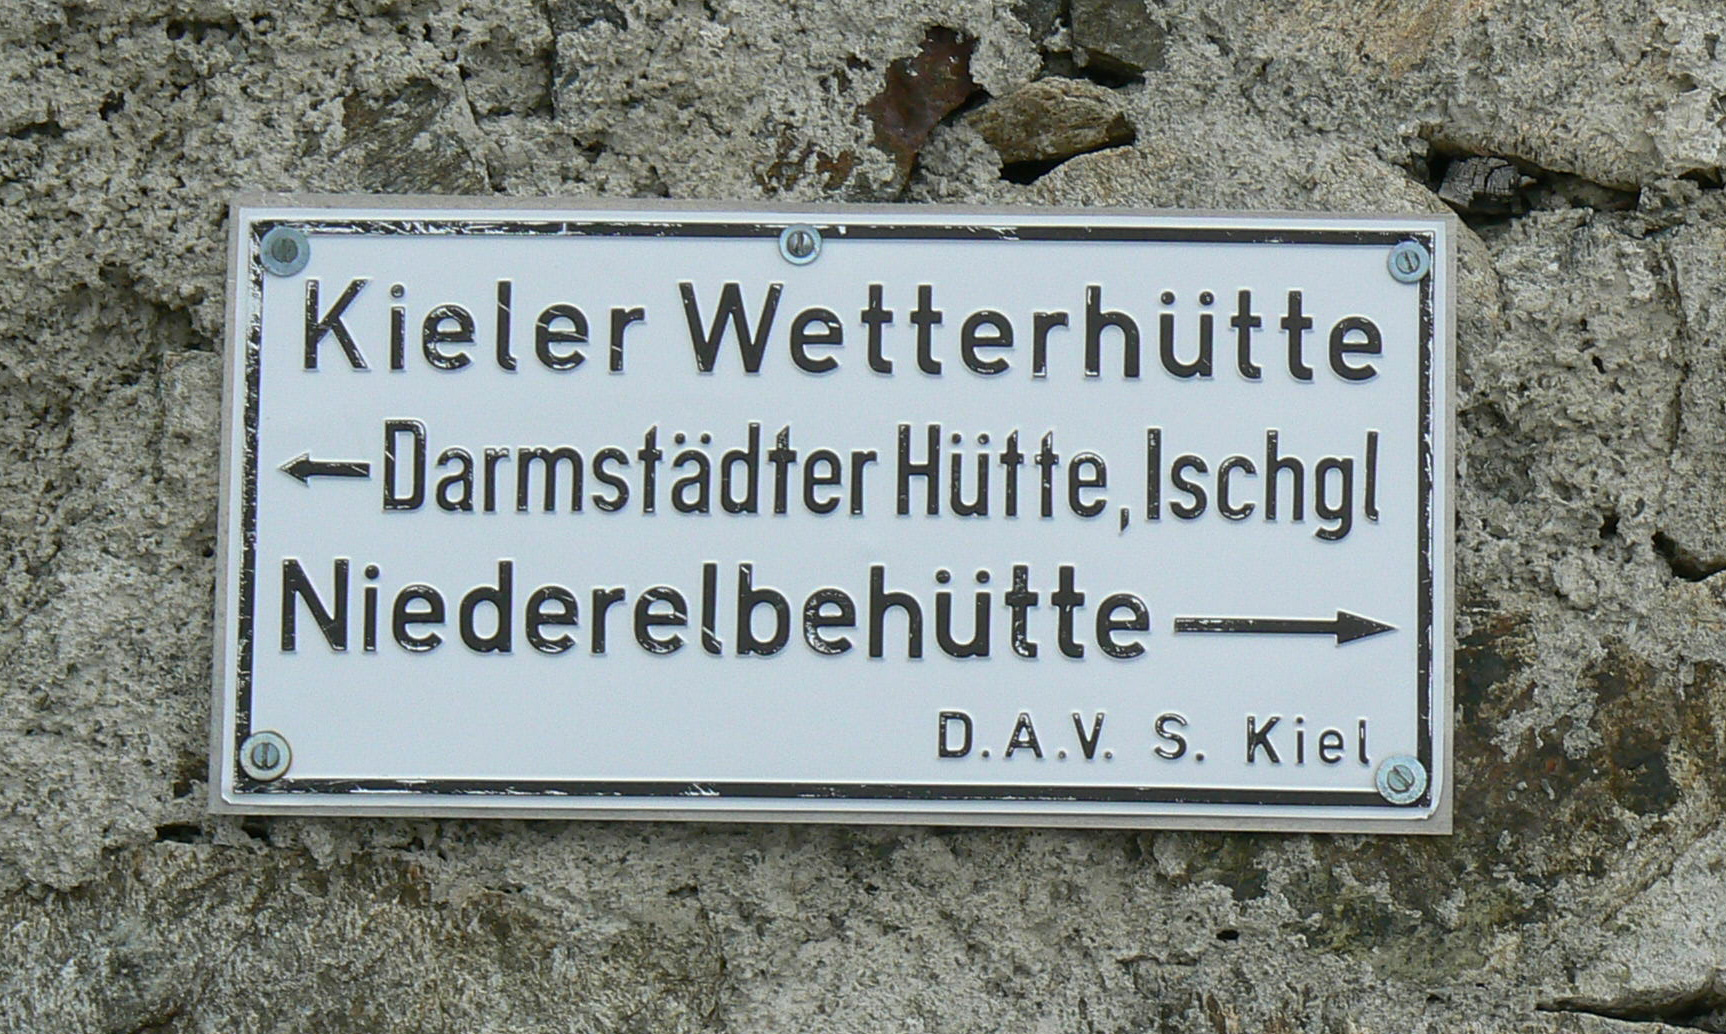 Kieler Wetterhütte
← Darmstädter Hütte, Ischgl
Niederelbehütte →
D.A.V. S. Kiel